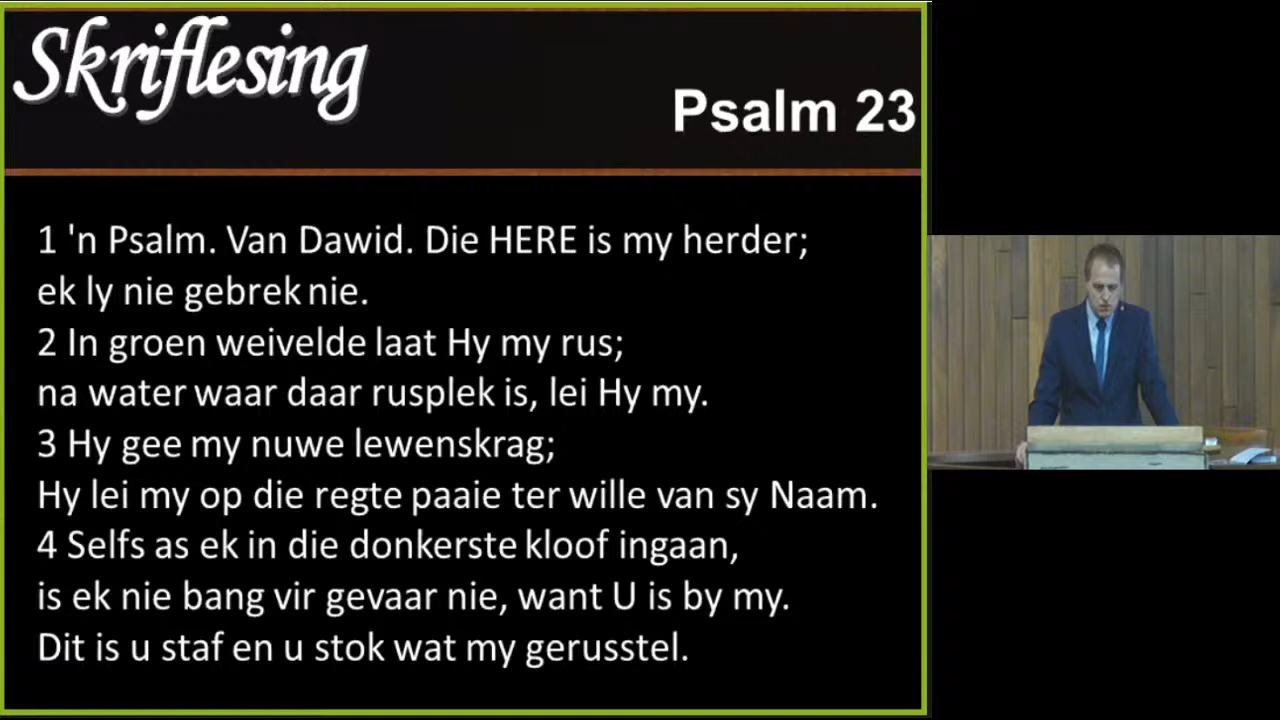 Skriflesing
Psalm 23
1 'n Psalm. Van Dawid. Die HERE is my herder;
ek ly nie gebrek nie.
2 In groen weivelde laat Hy my rus;
na water waar daar rusplek is, lei Hy my.
3 Hy gee my nuwe lewenskrag;
Hy lei my op die regte paaie ter wille van sy Naam.
4 Selfs as ek in die donkerste kloof ingaan,
is ek nie bang vir gevaar nie, want U is by my.
Dit is u staf en u stok wat my gerusstel.